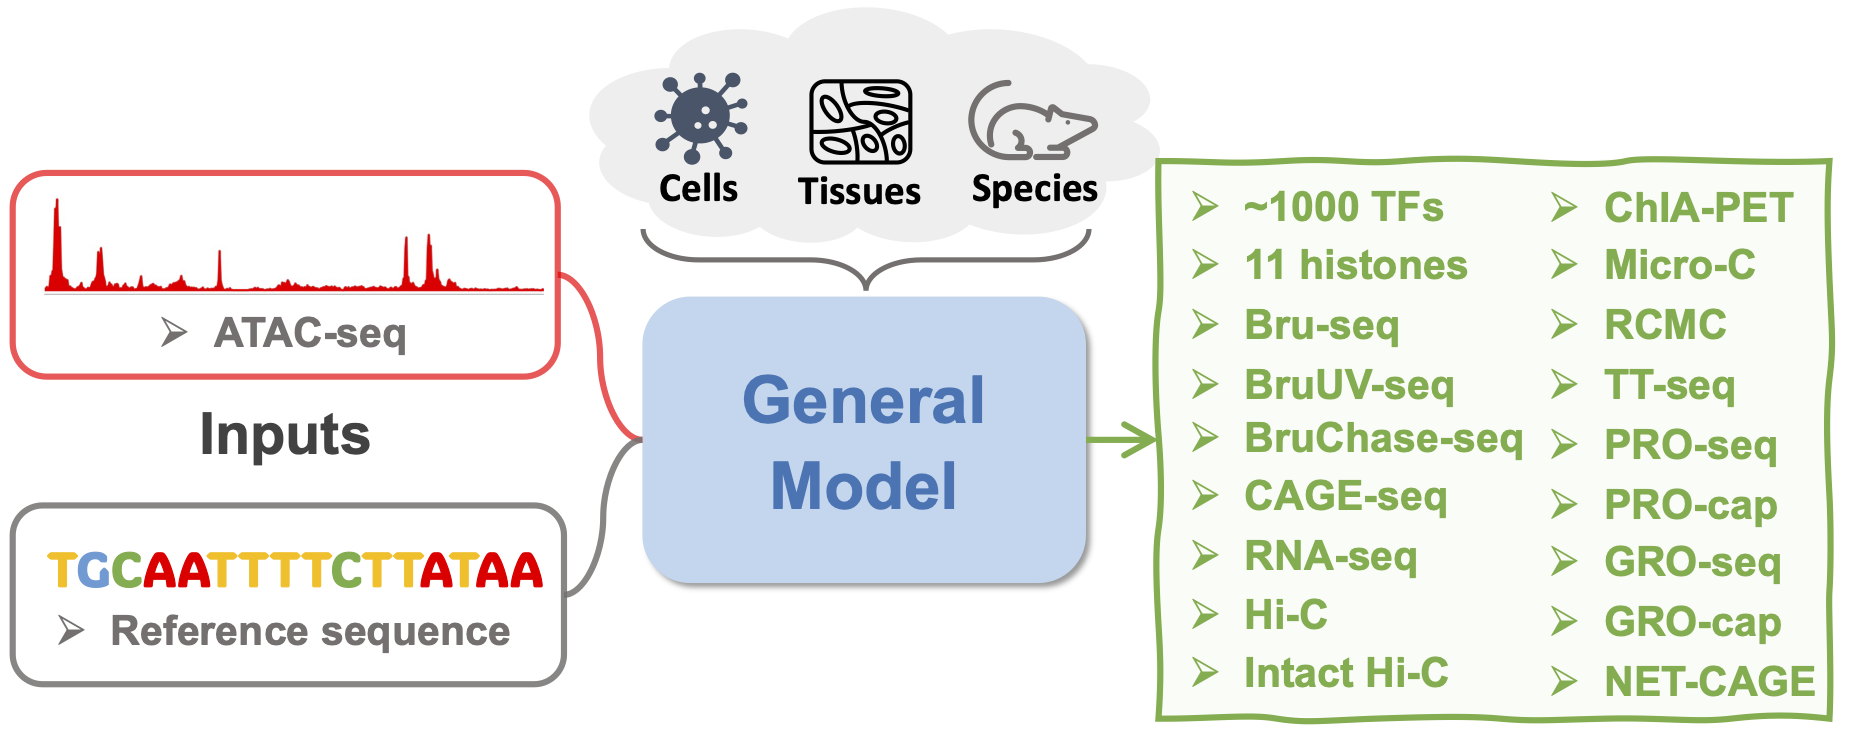 Cells
Tissues
Species
ATAC-seq
Inputs
TGCAATTTTCTTATAA
Reference sequence
General
Model
~1000 TFs
11 histones
Bru-seq
BruUV-seq
BruChase-seq
CAGE-seq
RNA-seq
Hi-C
Intact Hi-C
ChIA-PET
Micro-C
RCMC
TT-seq
PRO-seq
PRO-cap
GRO-seq
GRO-cap
NET-CAGE